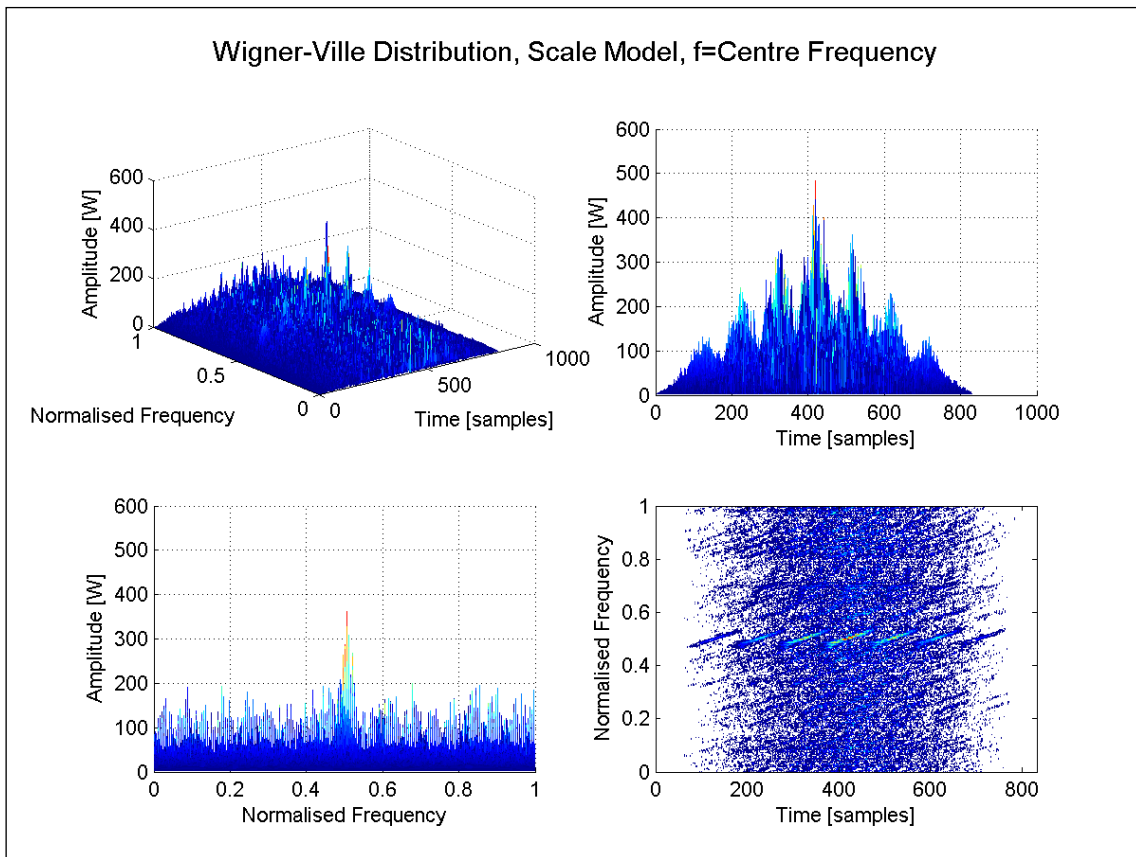 Wigner-Ville Distribution, Scale Model, f=Centre Frequency
600
400
200
0
Amplitude [W]
1
0.5
0
Normalised Frequency
0
500
1000
Time [samples]
600
500
400
300
200
100
0
Amplitude [W]
0 200 400 600 800 1000
Time [samples]
600
500
400
300
200
100
0
Amplitude [W]
0 0.2 0.4 0.6 0.8 1
Normalised Frequency
1
0.8
0.6
0.4
0.2
0
Normalised Frequency
0 200 400 600 800
Time [samples]